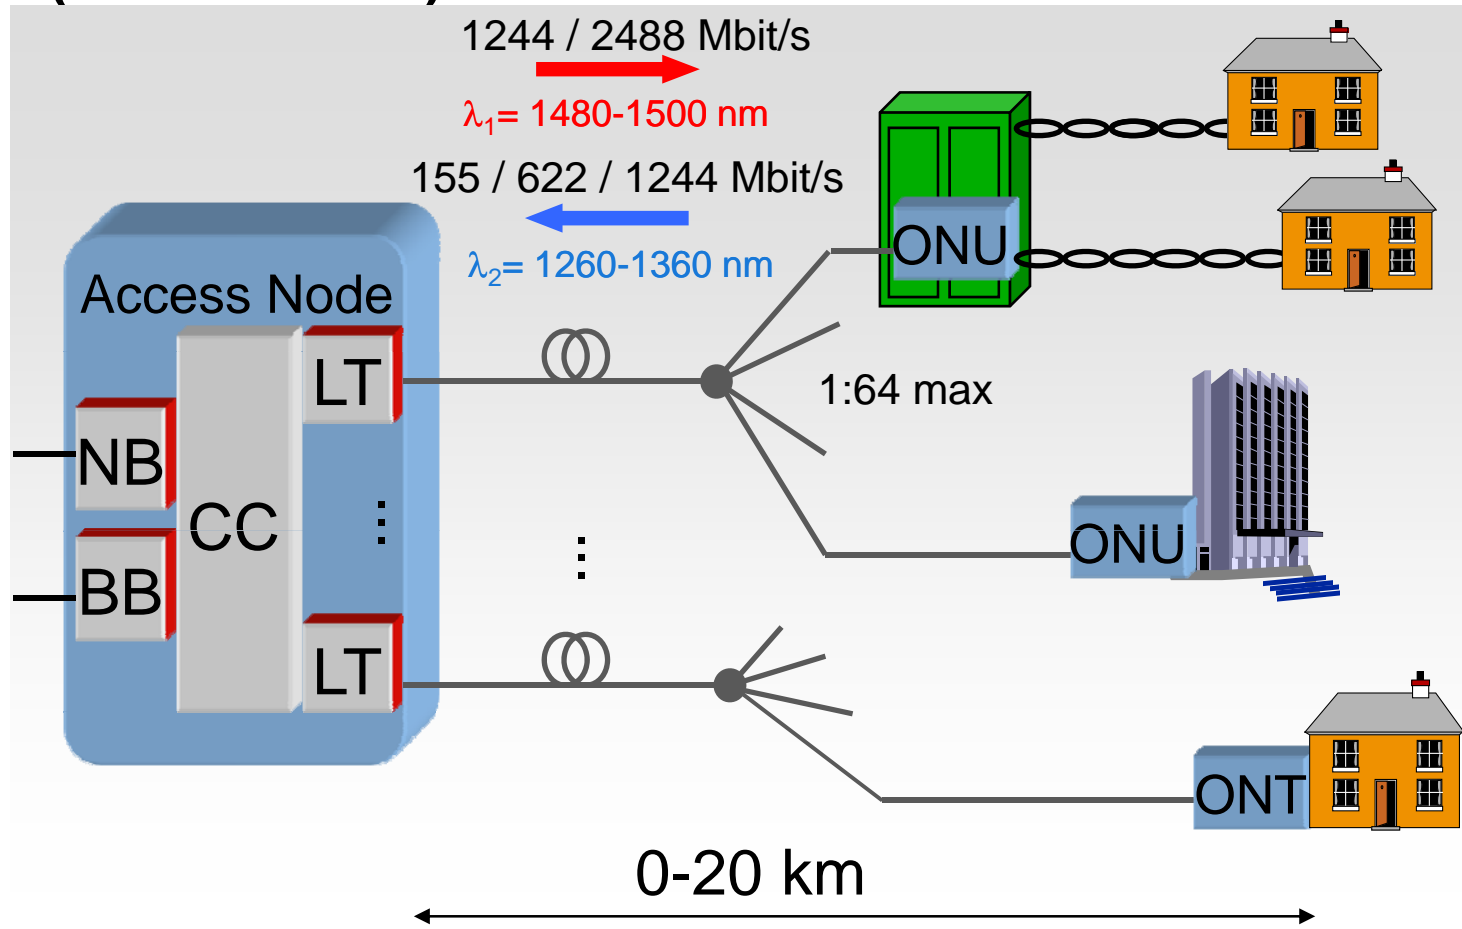 1244 / 2488 Mbit/s
λ1= 1480-1500 nm
155 / 622 / 1244 Mbit/s
λ2= 1260-1360 nm
ONU
Access Node
LT
1:64 max
NB
CC
ONU
BB
LT
ONT
0-20 km